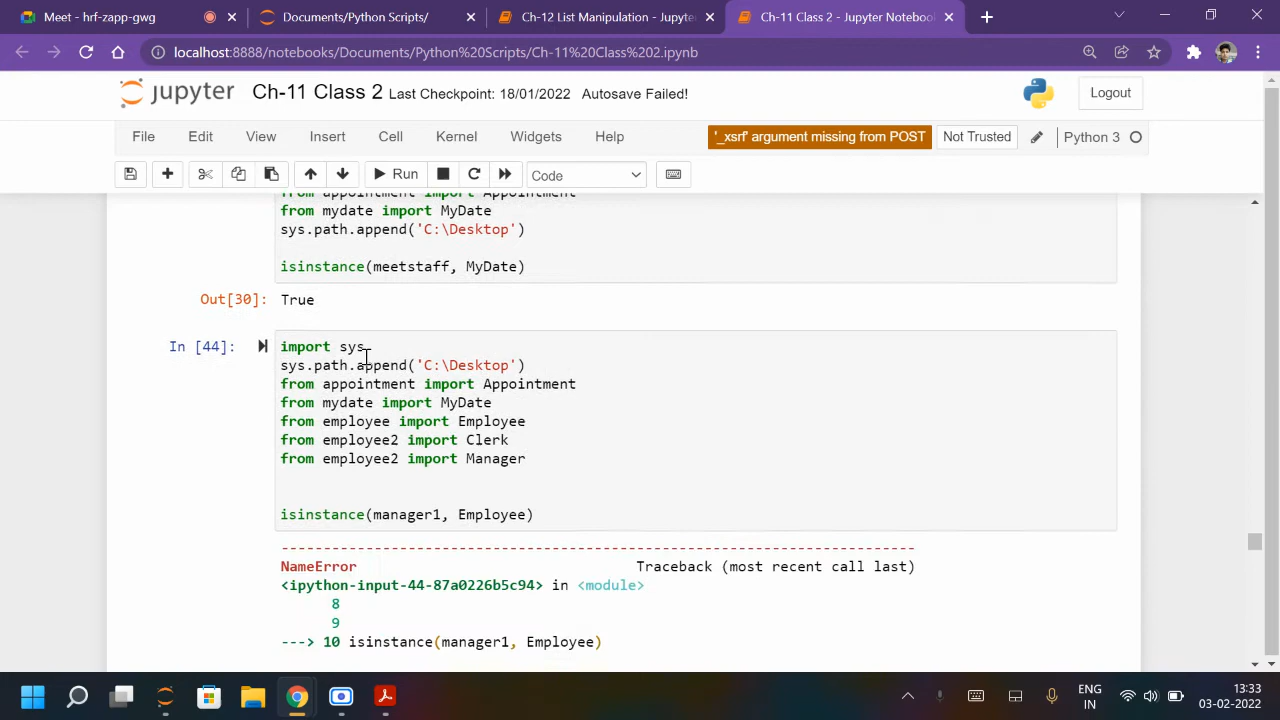 Meet - hrf-zapp-gwg
Documents/Python Scripts/
Ch-12 List Manipulation - Jupyte
Ch-11 Class 2 - Jupyter Notebook
localhost:8888/notebooks/Documents/Python%20Scripts/Ch-11%20Class%202.ipynb
jupyter Ch-11 Class 2 Last Checkpoint: 18/01/2022 Autosave Failed!
Logout
File Edit View Insert Cell Kernel Widgets Help
'_xsrf' argument missing from POST
Not Trusted
Python 3
Run
Code
from appointment import Appointment
from mydate import MyDate
sys.path.append('C:\Desktop')
isinstance(meetstaff, MyDate)
Out[30]: True
In [44]: import sys
sys.path.append('C:\Desktop')
from appointment import Appointment
from mydate import MyDate
from employee import Employee
from employee2 import Clerk
from employee2 import Manager
isinstance(manager1, Employee)
---------------------------------------------------------------------------
NameError Traceback (most recent call last)
<ipython-input-44-87a0226b5c94> in <module>
8
9
---> 10 isinstance(manager1, Employee)
ENG
IN
13:33
03-02-2022